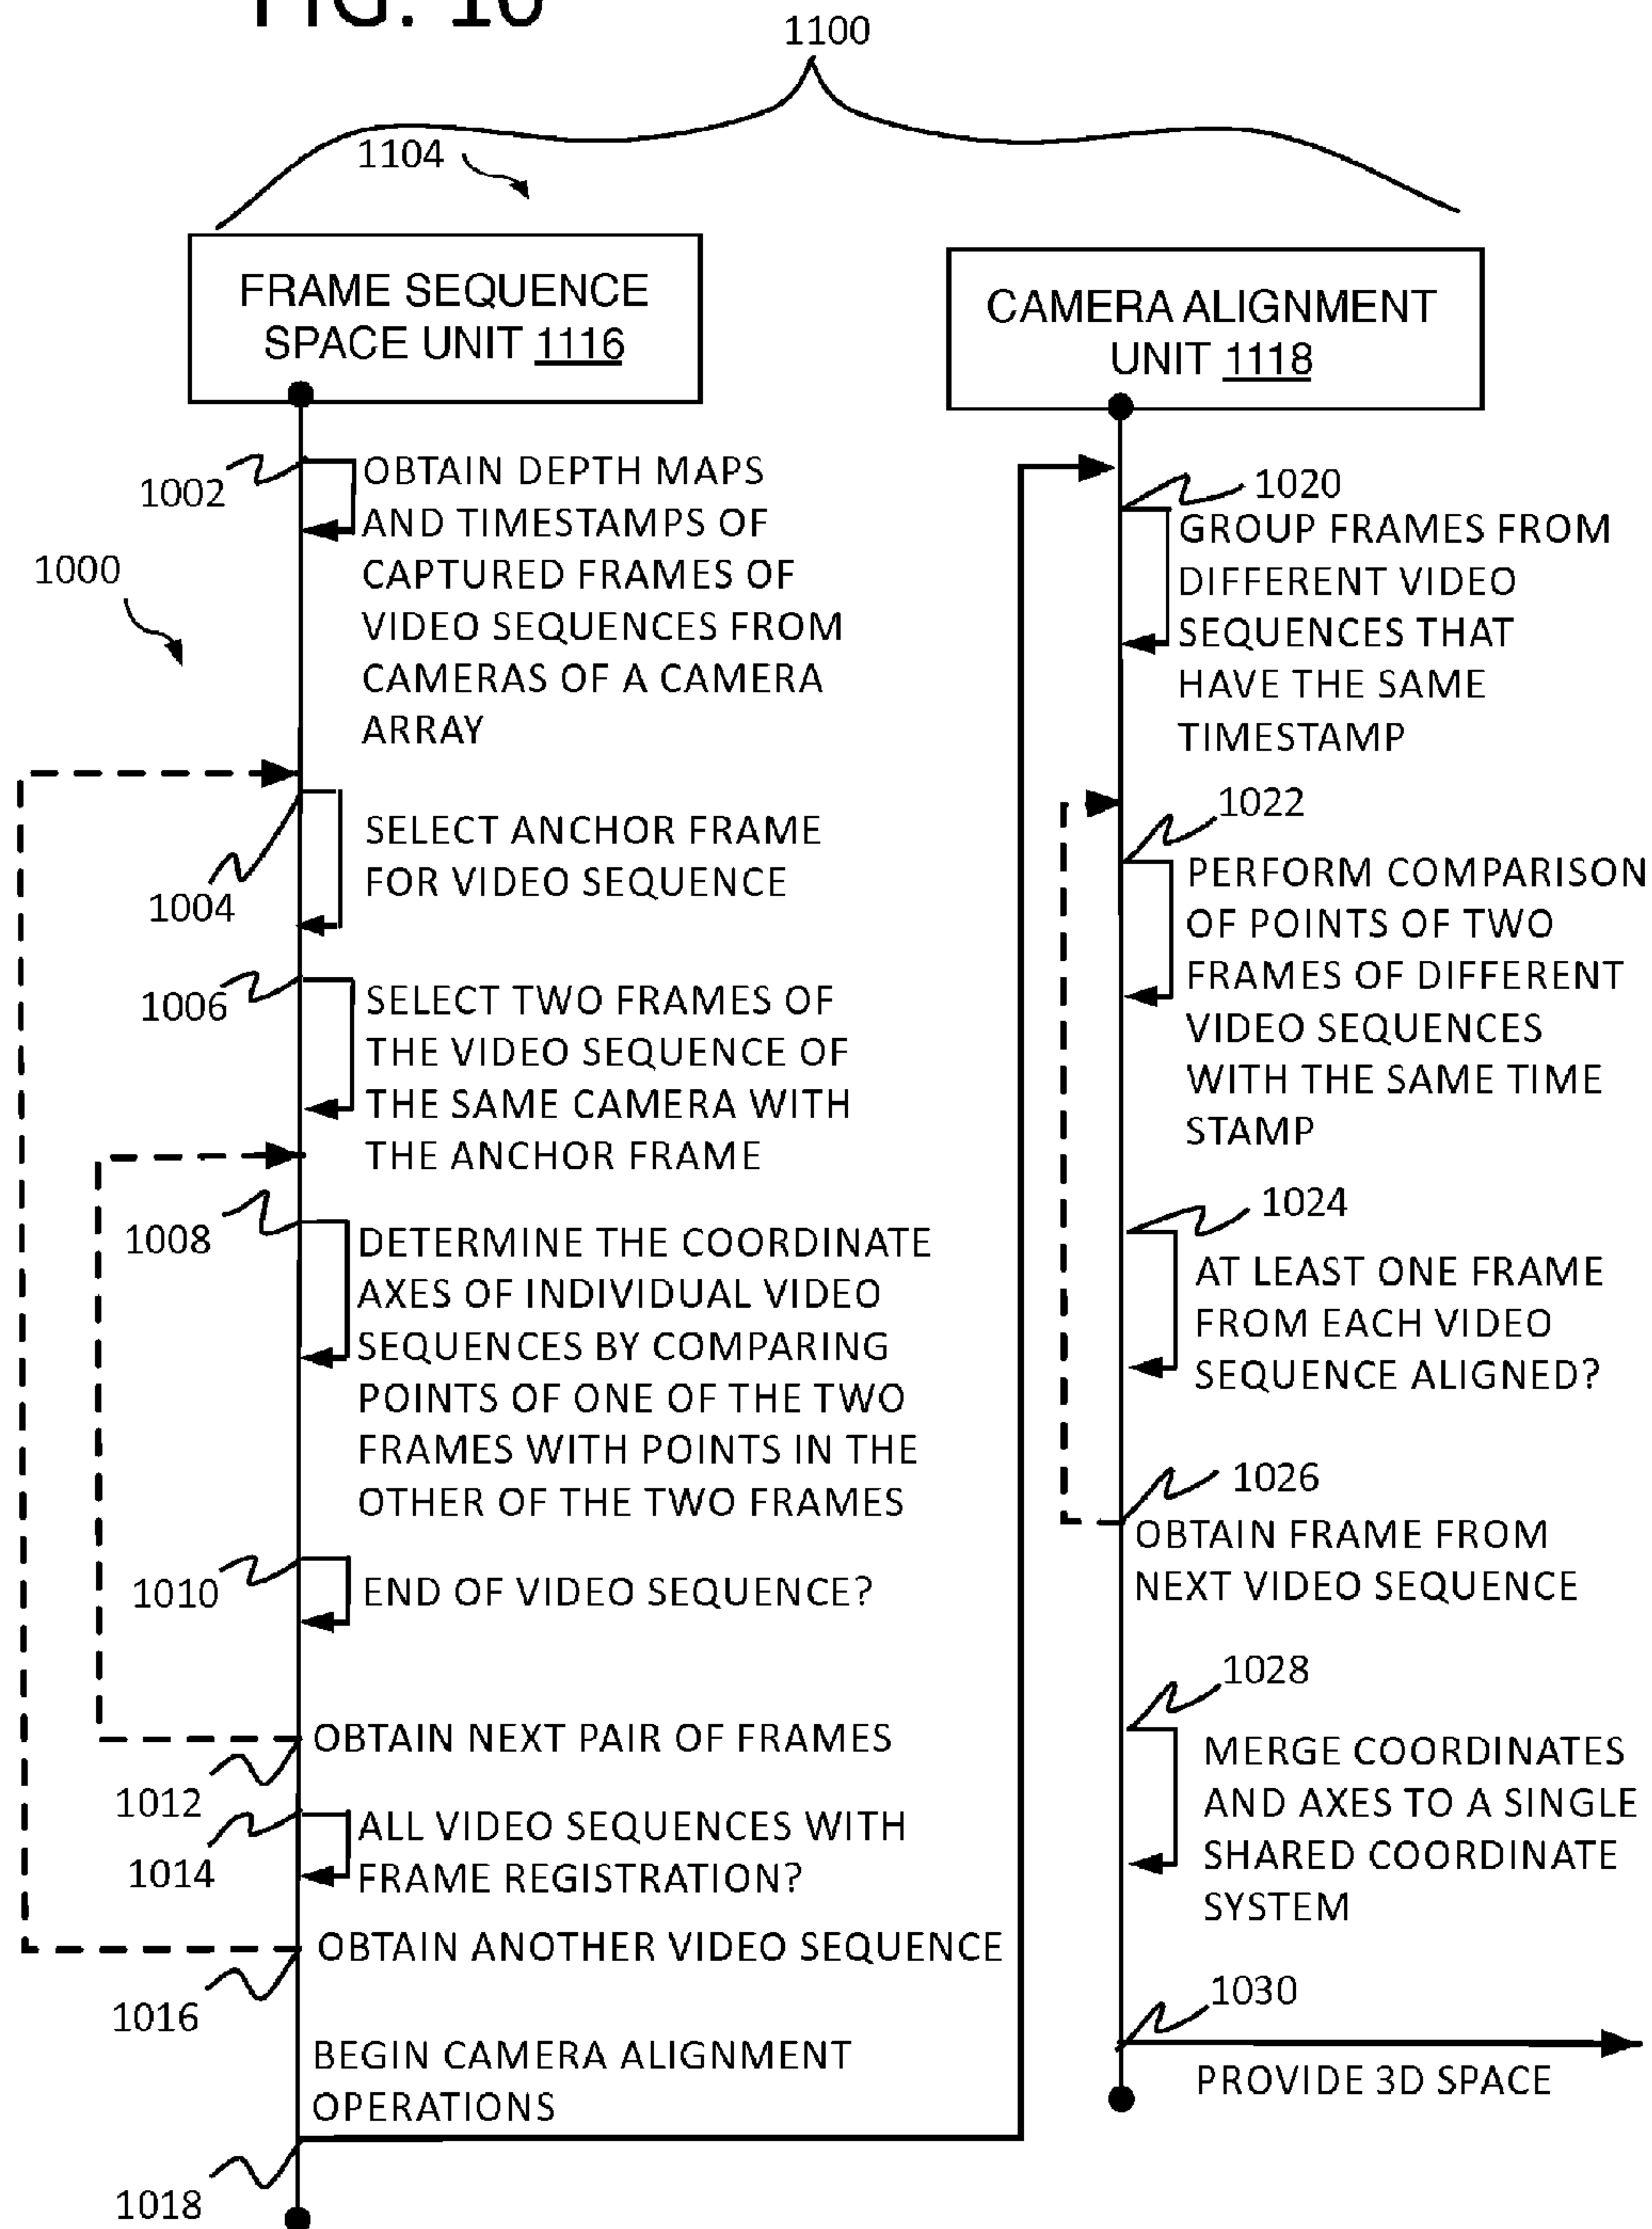 FIG. 10
1100
1104
FRAME SEQUENCE
SPACE UNIT 1116
CAMERA ALIGNMENT
UNIT 1118
1000
1002
OBTAIN DEPTH MAPS
AND TIMESTAMPS OF
CAPTURED FRAMES OF
VIDEO SEQUENCES FROM
CAMERAS OF A CAMERA
ARRAY
1004
SELECT ANCHOR FRAME
FOR VIDEO SEQUENCE
1006
SELECT TWO FRAMES OF
THE VIDEO SEQUENCE OF
THE SAME CAMERA WITH
THE ANCHOR FRAME
1008
DETERMINE THE COORDINATE
AXES OF INDIVIDUAL VIDEO
SEQUENCES BY COMPARING
POINTS OF ONE OF THE TWO
FRAMES WITH POINTS IN THE
OTHER OF THE TWO FRAMES
1010
END OF VIDEO SEQUENCE?
OBTAIN NEXT PAIR OF FRAMES
1012
1014
ALL VIDEO SEQUENCES WITH
FRAME REGISTRATION?
OBTAIN ANOTHER VIDEO SEQUENCE
1016
BEGIN CAMERA ALIGNMENT
OPERATIONS
1018
1020
GROUP FRAMES FROM
DIFFERENT VIDEO
SEQUENCES THAT
HAVE THE SAME
TIMESTAMP
1022
PERFORM COMPARISON
OF POINTS OF TWO
FRAMES OF DIFFERENT
VIDEO SEQUENCES
WITH THE SAME TIME
STAMP
1024
AT LEAST ONE FRAME
FROM EACH VIDEO
SEQUENCE ALIGNED?
1026
OBTAIN FRAME FROM
NEXT VIDEO SEQUENCE
1028
MERGE COORDINATES
AND AXES TO A SINGLE
SHARED COORDINATE
SYSTEM
1030
PROVIDE 3D SPACE